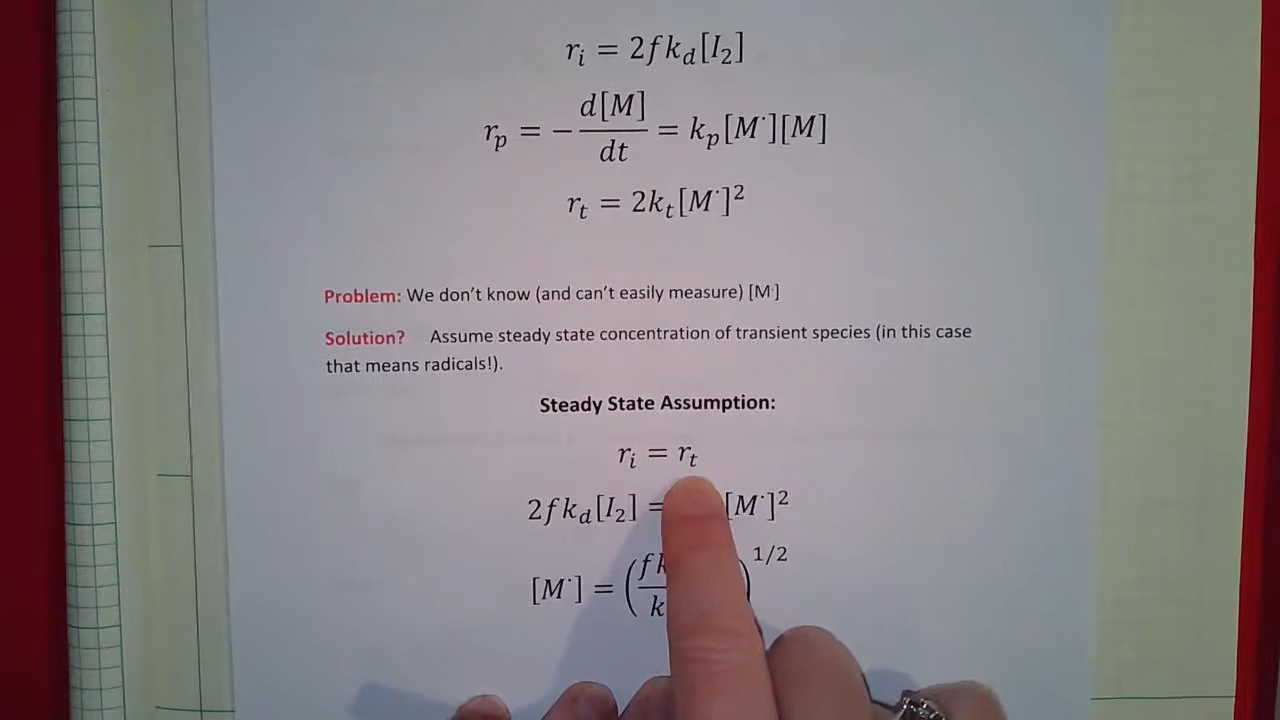 r_i = 2fk_d[I_2]
r_p = − d[M]/dt = k_p[M˙][M]
r_t = 2k_t[M˙]²
Problem: We don't know (and can't easily measure) [M˙]
Solution? Assume steady state concentration of transient species (in this case
that means radicals!).
Steady State Assumption:
r_i = r_t
2fk_d[I_2] = [M˙]²
[M˙] = ( )^1/2